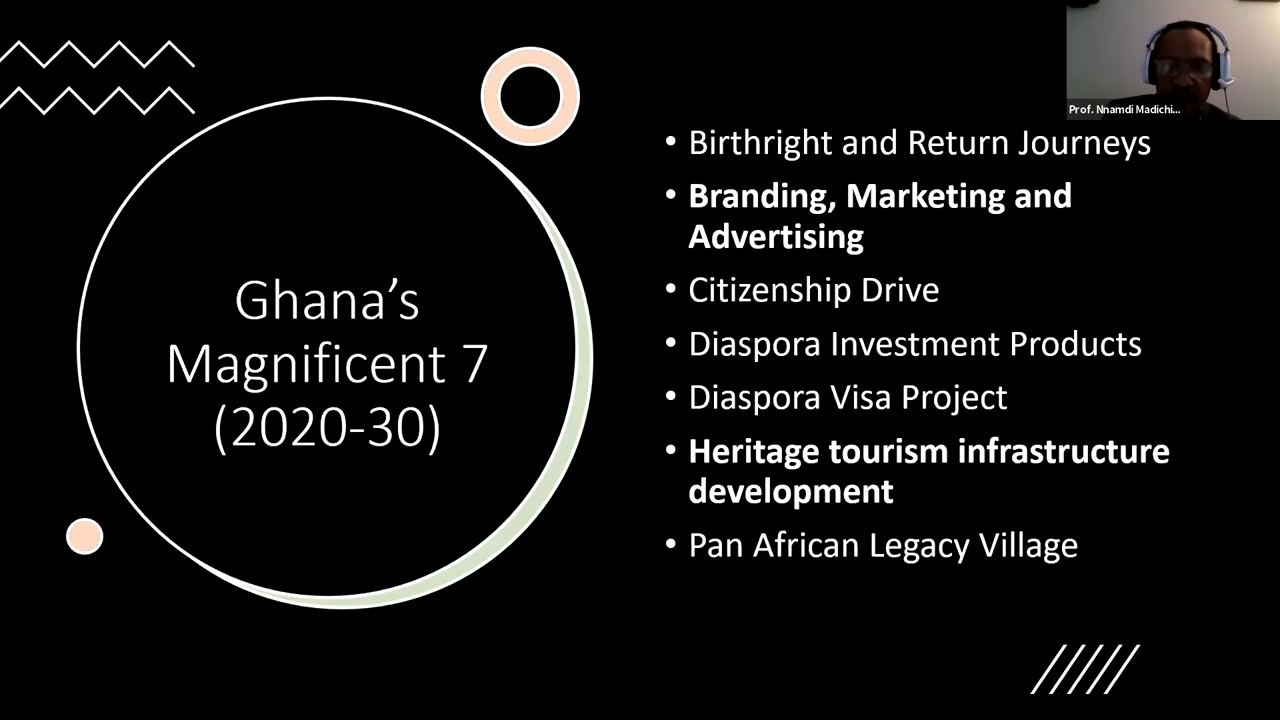 Prof. Nnamdi Madichi...
Ghana’s
Magnificent 7
(2020-30)
• Birthright and Return Journeys
• Branding, Marketing and
Advertising
• Citizenship Drive
• Diaspora Investment Products
• Diaspora Visa Project
• Heritage tourism infrastructure
development
• Pan African Legacy Village